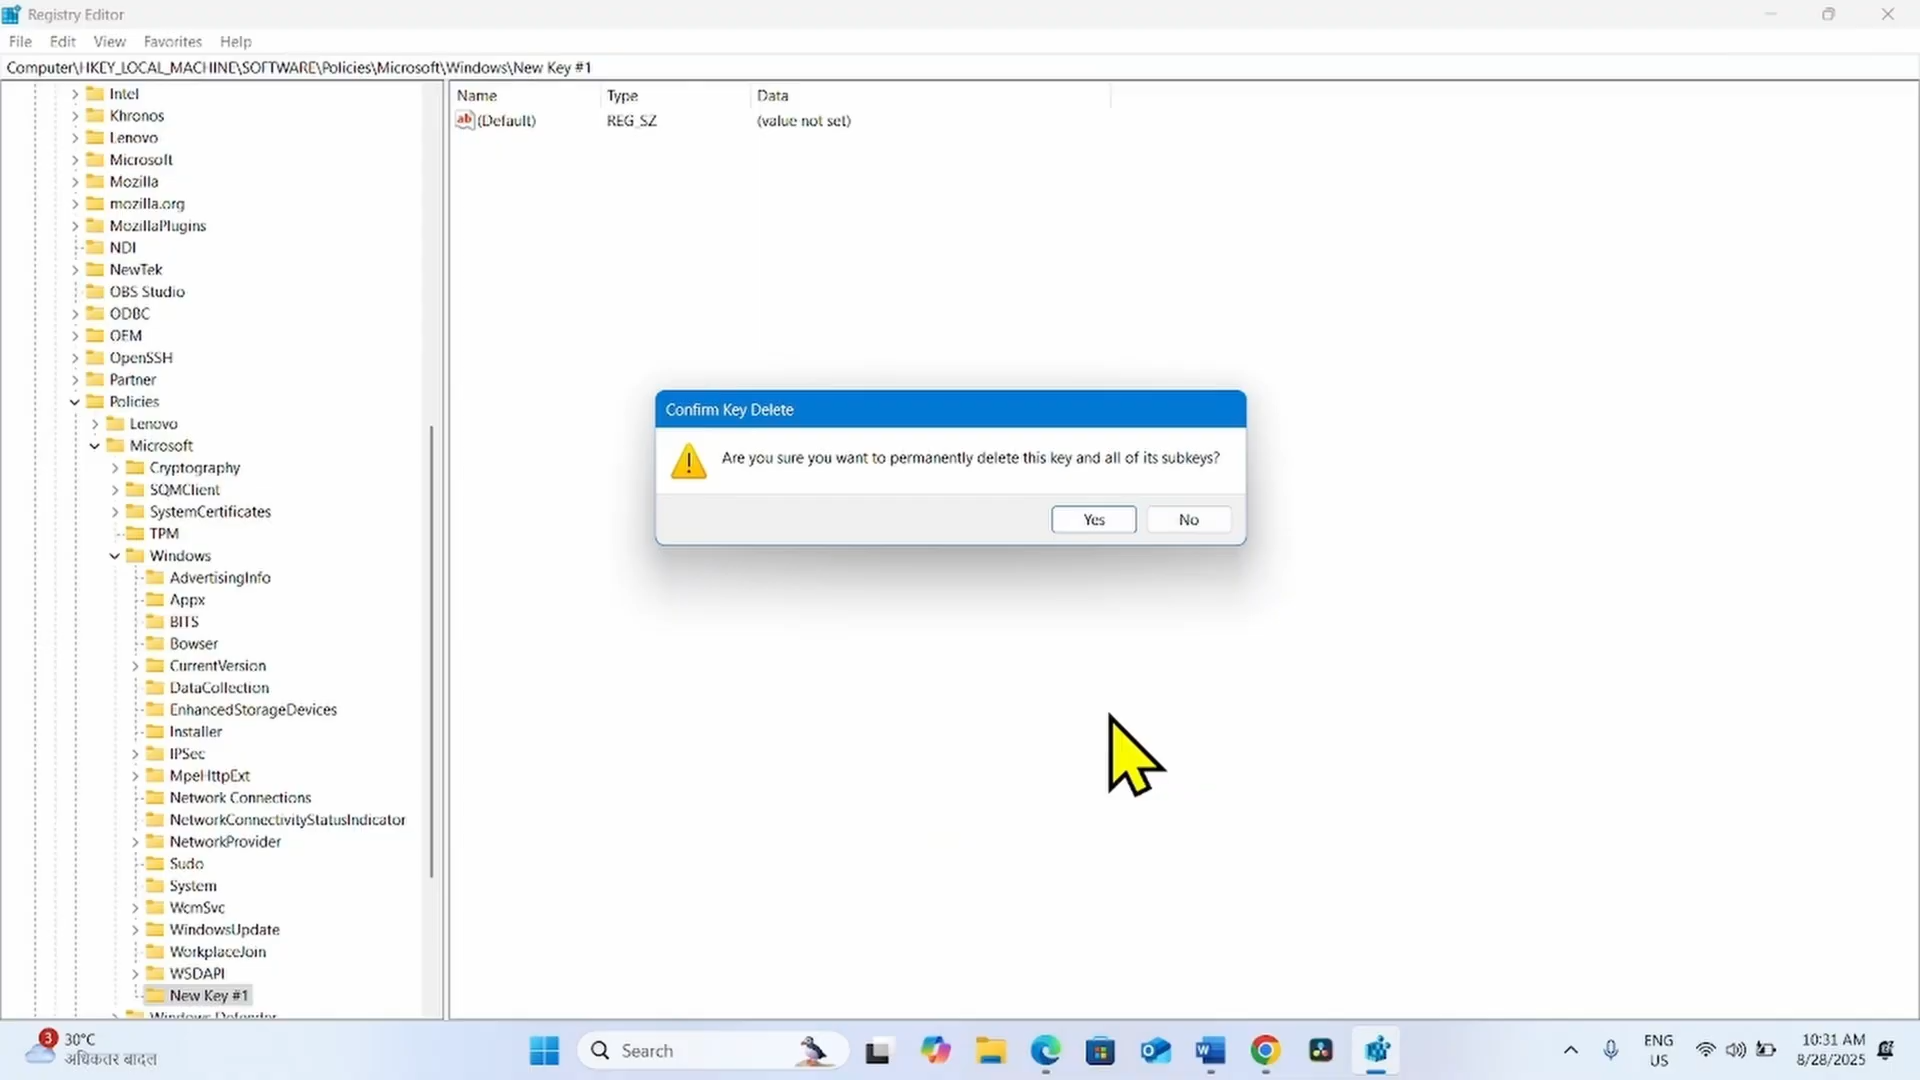 Registry Editor
File Edit View Favorites Help
Computer\HKEY_LOCAL_MACHINE\SOFTWARE\Policies\Microsoft\Windows\New Key #1
Intel
Khronos
Lenovo
Microsoft
Mozilla
mozilla.org
MozillaPlugins
NDI
NewTek
OBS Studio
ODBC
OEM
OpenSSH
Partner
Policies
Lenovo
Microsoft
Cryptography
SQMClient
SystemCertificates
TPM
Windows
AdvertisingInfo
Appx
BITS
Bowser
CurrentVersion
DataCollection
EnhancedStorageDevices
Installer
IPSec
MpeHttpExt
Network Connections
NetworkConnectivityStatusIndicator
NetworkProvider
Sudo
System
WcmSvc
WindowsUpdate
WorkplaceJoin
WSDAPI
New Key #1
Windows Defender
Name Type Data
ab (Default) REG_SZ (value not set)
Confirm Key Delete
Are you sure you want to permanently delete this key and all of its subkeys?
Yes No
3 30°C
अधिकतर बादल
Search
ENG
US
10:31 AM
8/28/2025